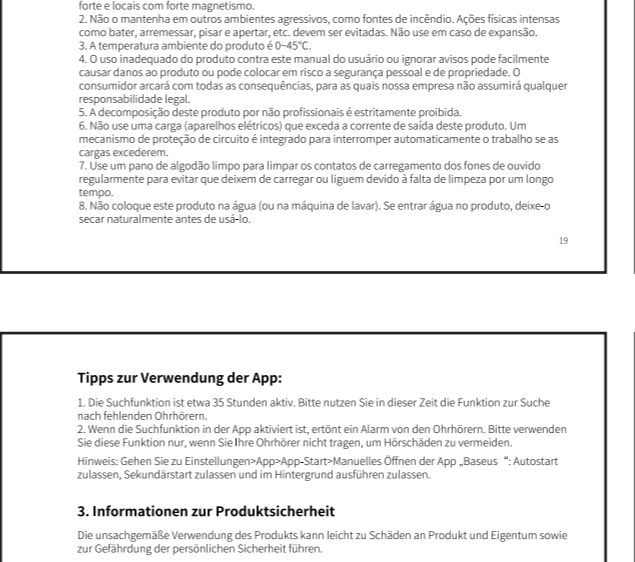 forte e locais com forte magnetismo.
2. Não o mantenha em outros ambientes agressivos, como fontes de incêndio. Ações físicas intensas
como bater, arremessar, pisar e apertar, etc. devem ser evitadas. Não use em caso de expansão.
3. A temperatura ambiente do produto é 0~45°C.
4. O uso inadequado do produto contra este manual do usuário ou ignorar avisos pode facilmente
causar danos ao produto ou pode colocar em risco a segurança pessoal e de propriedade. O
consumidor arcará com todas as consequências, para as quais nossa empresa não assumirá qualquer
responsabilidade legal.
5. A decomposição deste produto por não profissionais é estritamente proibida.
6. Não use uma carga (aparelhos elétricos) que exceda a corrente de saída deste produto. Um
mecanismo de proteção de circuito é integrado para interromper automaticamente o trabalho se as
cargas excederem.
7. Use um pano de algodão limpo para limpar os contatos de carregamento dos fones de ouvido
regularmente para evitar que deixem de carregar ou liguem devido à falta de limpeza por um longo
tempo.
8. Não coloque este produto na água (ou na máquina de lavar). Se entrar água no produto, deixe-o
secar naturalmente antes de usá-lo.
19
Tipps zur Verwendung der App:
1. Die Suchfunktion ist etwa 35 Stunden aktiv. Bitte nutzen Sie in dieser Zeit die Funktion zur Suche
nach fehlenden Ohrhörern.
2. Wenn die Suchfunktion in der App aktiviert ist, ertönt ein Alarm von den Ohrhörern. Bitte verwenden
Sie diese Funktion nur, wenn Sie Ihre Ohrhörer nicht tragen, um Hörschäden zu vermeiden.
Hinweis: Gehen Sie zu Einstellungen>App>App-Start>Manuelles Öffnen der App „Baseus “: Autostart
zulassen, Sekundärstart zulassen und im Hintergrund ausführen zulassen.
3. Informationen zur Produktsicherheit
Die unsachgemäße Verwendung des Produkts kann leicht zu Schäden an Produkt und Eigentum sowie
zur Gefährdung der persönlichen Sicherheit führen.